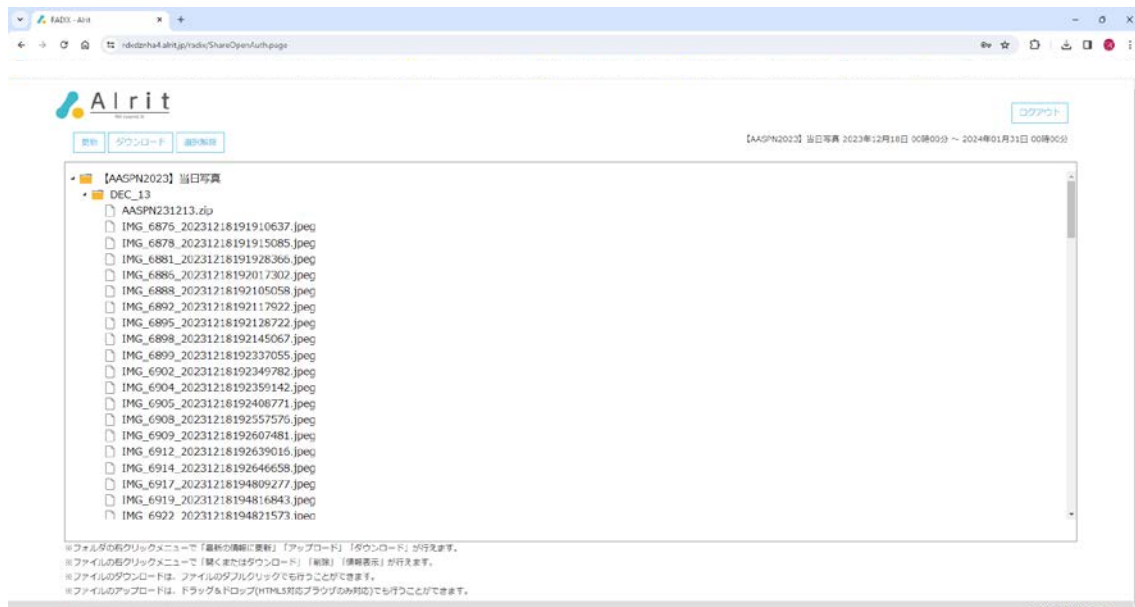 RADIX - Alrit
rdxdznha4.alrit.jp/radix/ShareOpenAuth.page
Alrit
ログアウト
更新 ダウンロード 選択解除
【AASPN2023】当日写真 2023年12月18日 00時00分 ～ 2024年01月31日 00時00分
【AASPN2023】当日写真
DEC_13
AASPN231213.zip
IMG_6876_20231218191910637.jpeg
IMG_6878_20231218191915085.jpeg
IMG_6881_20231218191928366.jpeg
IMG_6886_20231218192017302.jpeg
IMG_6888_20231218192105058.jpeg
IMG_6892_20231218192117922.jpeg
IMG_6895_20231218192128722.jpeg
IMG_6898_20231218192145067.jpeg
IMG_6899_20231218192337055.jpeg
IMG_6902_20231218192349782.jpeg
IMG_6904_20231218192359142.jpeg
IMG_6905_20231218192408771.jpeg
IMG_6908_20231218192557576.jpeg
IMG_6909_20231218192607481.jpeg
IMG_6912_20231218192639016.jpeg
IMG_6914_20231218192646658.jpeg
IMG_6917_20231218194809277.jpeg
IMG_6919_20231218194816843.jpeg
IMG_6922_20231218194821573.jpeg
※フォルダの右クリックメニューで「最新の情報に更新」「アップロード」「ダウンロード」が行えます。
※ファイルの右クリックメニューで「開くまたはダウンロード」「削除」「情報表示」が行えます。
※ファイルのダウンロードは、ファイルのダブルクリックでも行うことができます。
※ファイルのアップロードは、ドラッグ&ドロップ(HTML5対応ブラウザのみ対応)でも行うことができます。